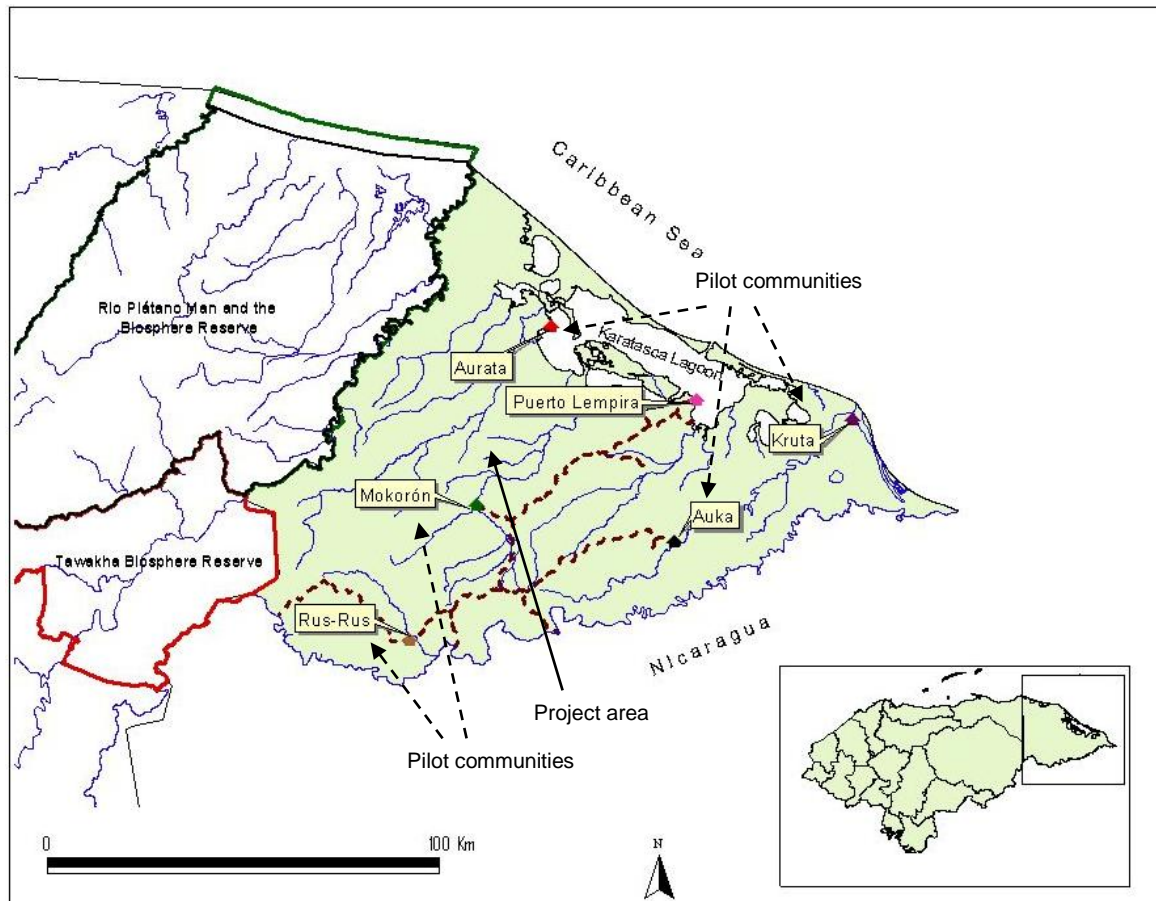 Caribbean Sea
Pilot communities
Rio Plátano Man and the
Biosphere Reserve
Karatasca Lagoon
Aurata
Puerto Lempira
Kruta
Mokorón
Auka
Tawakha Biosphere Reserve
Rus-Rus
Nicaragua
Project area
Pilot communities
0
100 Km
N